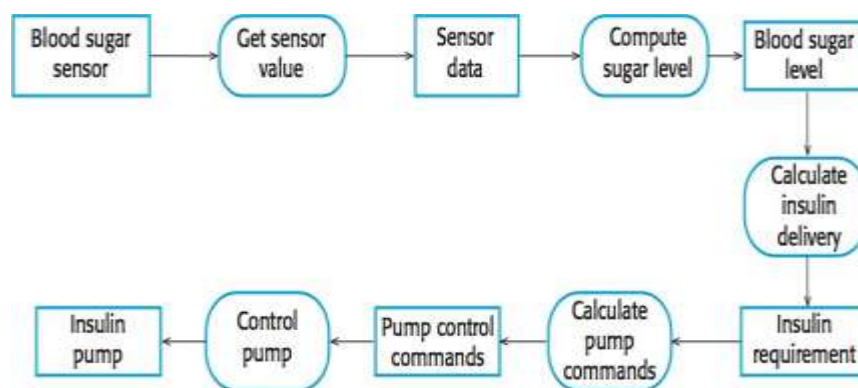 Blood sugar
sensor
Get sensor
value
Sensor
data
Compute
sugar level
Blood sugar
level
Calculate
insulin
delivery
Insulin
requirement
Calculate
pump
commands
Pump control
commands
Control
pump
Insulin
pump